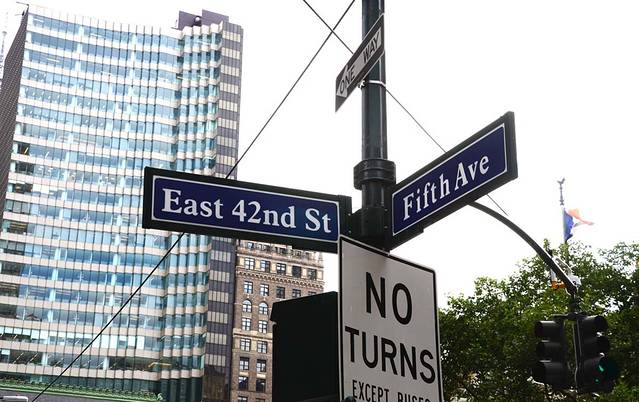 ONE WAY
East 42nd St
Fifth Ave
NO
TURNS
EXCEPT BUSES